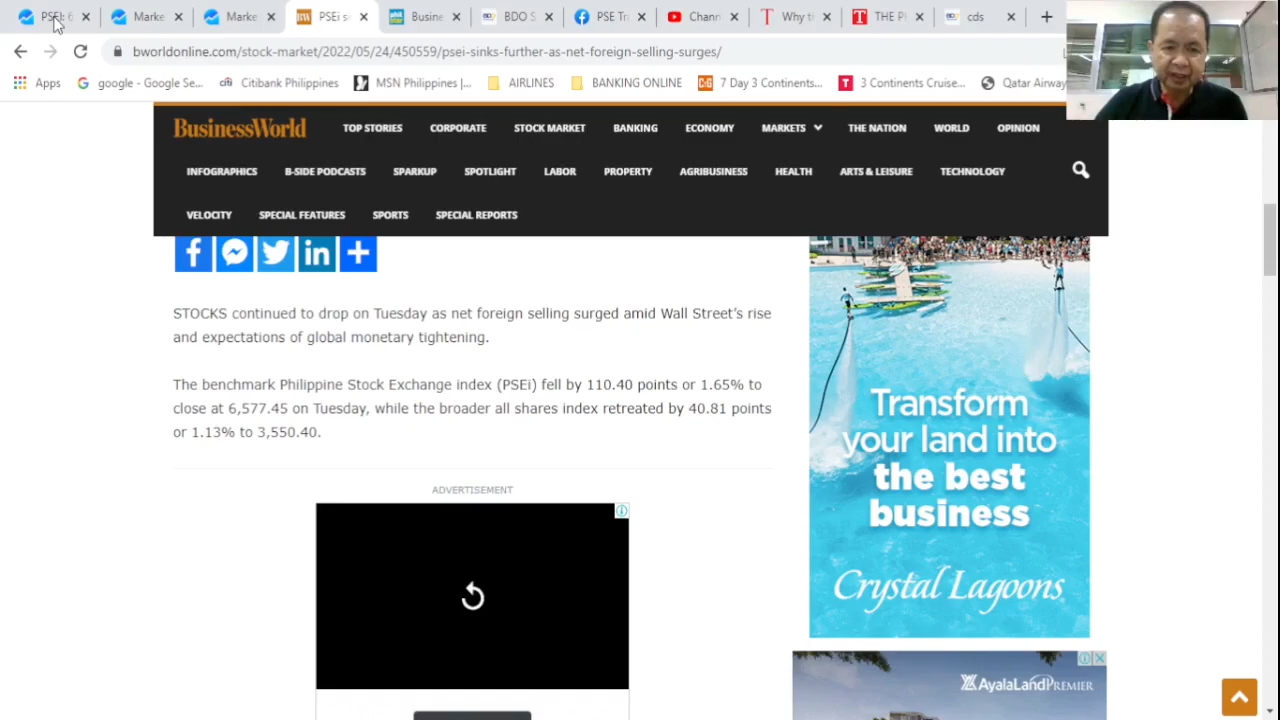 PSEi: 6
Marke
Marke
PSEi s
Busine
BDO S
PSE Tr
Chann
Why ti
THE P
cds
bworldonline.com/stock-market/2022/05/24/450559/psei-sinks-further-as-net-foreign-selling-surges/
Apps
google - Google Se...
Citibank Philippines
MSN Philippines |...
AIRLINES
BANKING ONLINE
7 Day 3 Continents...
3 Continents Cruise...
Qatar Airway
BusinessWorld
TOP STORIES
CORPORATE
STOCK MARKET
BANKING
ECONOMY
MARKETS
THE NATION
WORLD
OPINION
INFOGRAPHICS
B-SIDE PODCASTS
SPARKUP
SPOTLIGHT
LABOR
PROPERTY
AGRIBUSINESS
HEALTH
ARTS & LEISURE
TECHNOLOGY
VELOCITY
SPECIAL FEATURES
SPORTS
SPECIAL REPORTS
STOCKS continued to drop on Tuesday as net foreign selling surged amid Wall Street's rise
and expectations of global monetary tightening.
The benchmark Philippine Stock Exchange index (PSEi) fell by 110.40 points or 1.65% to
close at 6,577.45 on Tuesday, while the broader all shares index retreated by 40.81 points
or 1.13% to 3,550.40.
ADVERTISEMENT
Transform
your land into
the best
business
Crystal Lagoons
AYALALAND PREMIER